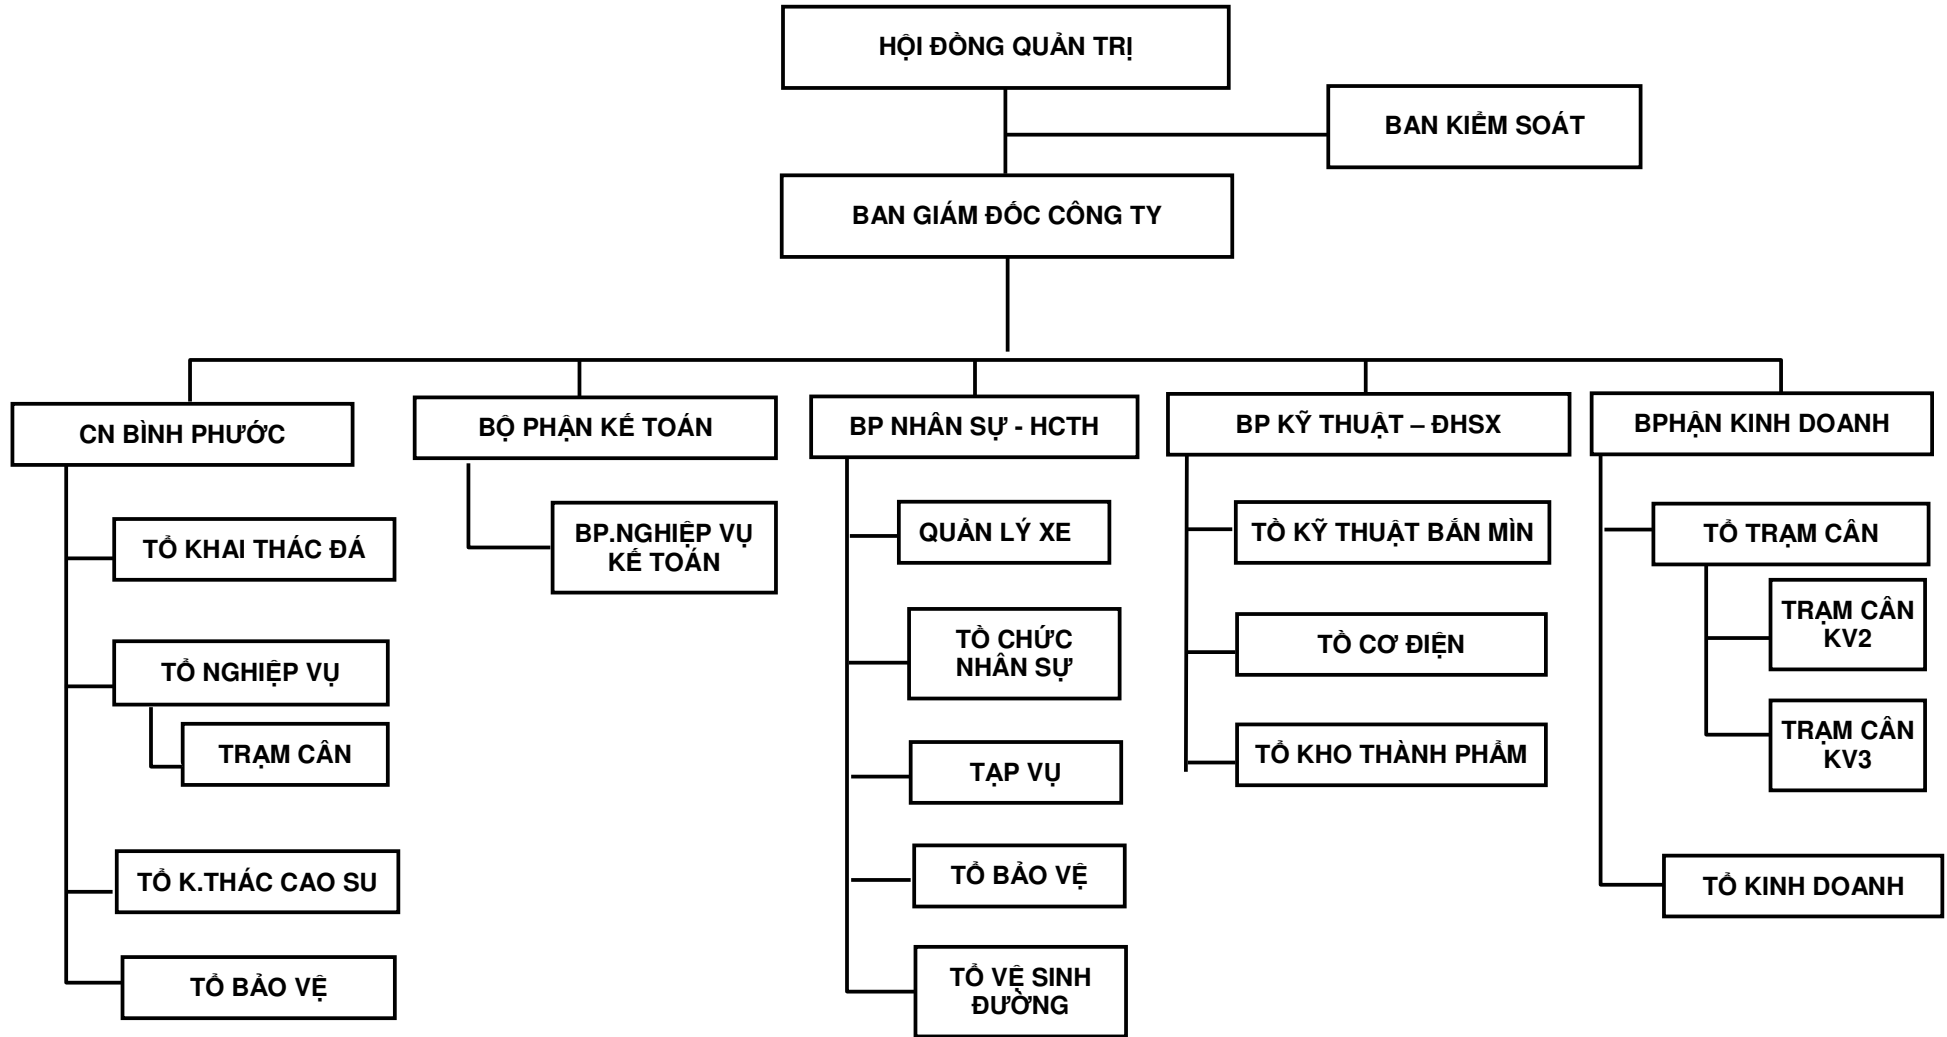 HỘI ĐỒNG QUẢN TRỊ
BAN KIỂM SOÁT
BAN GIÁM ĐỐC CÔNG TY
CN BÌNH PHƯỚC
BỘ PHẬN KẾ TOÁN
BP NHÂN SỰ - HCTH
BP KỸ THUẬT – ĐHSX
BPHẬN KINH DOANH
TỔ KHAI THÁC ĐÁ
TỔ NGHIỆP VỤ
TRẠM CÂN
TỔ K.THÁC CAO SU
TỔ BẢO VỆ
BP.NGHIỆP VỤ
KẾ TOÁN
QUẢN LÝ XE
TỔ CHỨC
NHÂN SỰ
TẠP VỤ
TỔ BẢO VỆ
TỔ VỆ SINH
ĐƯỜNG
TỔ KỸ THUẬT BẮN MÌN
TỔ CƠ ĐIỆN
TỔ KHO THÀNH PHẨM
TỔ TRẠM CÂN
TRẠM CÂN
KV2
TRẠM CÂN
KV3
TỔ KINH DOANH